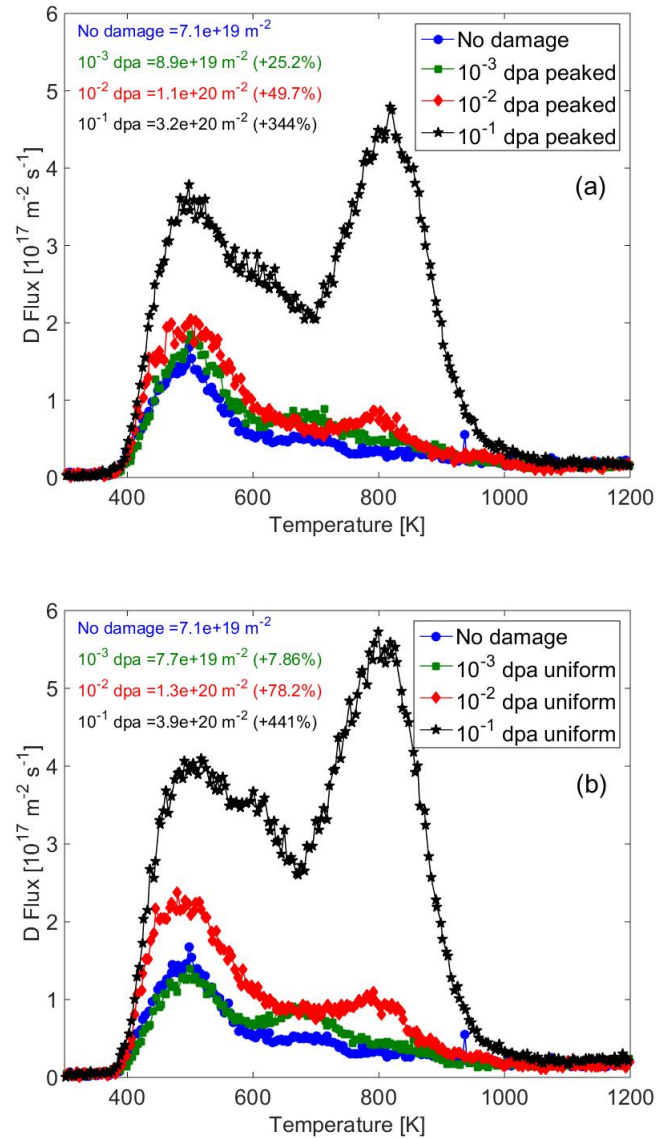 No damage =7.1e+19 m⁻²
10⁻³ dpa =8.9e+19 m⁻² (+25.2%)
10⁻² dpa =1.1e+20 m⁻² (+49.7%)
10⁻¹ dpa =3.2e+20 m⁻² (+344%)
No damage
10⁻³ dpa peaked
10⁻² dpa peaked
10⁻¹ dpa peaked
(a)
D Flux [10¹⁷ m⁻² s⁻¹]
6
5
4
3
2
1
0
400
600
800
1000
1200
Temperature [K]
No damage =7.1e+19 m⁻²
10⁻³ dpa =7.7e+19 m⁻² (+7.86%)
10⁻² dpa =1.3e+20 m⁻² (+78.2%)
10⁻¹ dpa =3.9e+20 m⁻² (+441%)
No damage
10⁻³ dpa uniform
10⁻² dpa uniform
10⁻¹ dpa uniform
(b)
D Flux [10¹⁷ m⁻² s⁻¹]
6
5
4
3
2
1
0
400
600
800
1000
1200
Temperature [K]